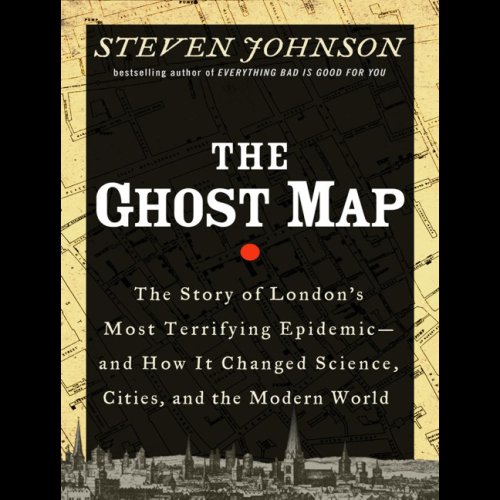 STEVEN JOHNSON
bestselling author of EVERYTHING BAD IS GOOD FOR YOU
THE
GHOST MAP
The Story of London's
Most Terrifying Epidemic—
and How It Changed Science,
Cities, and the Modern World